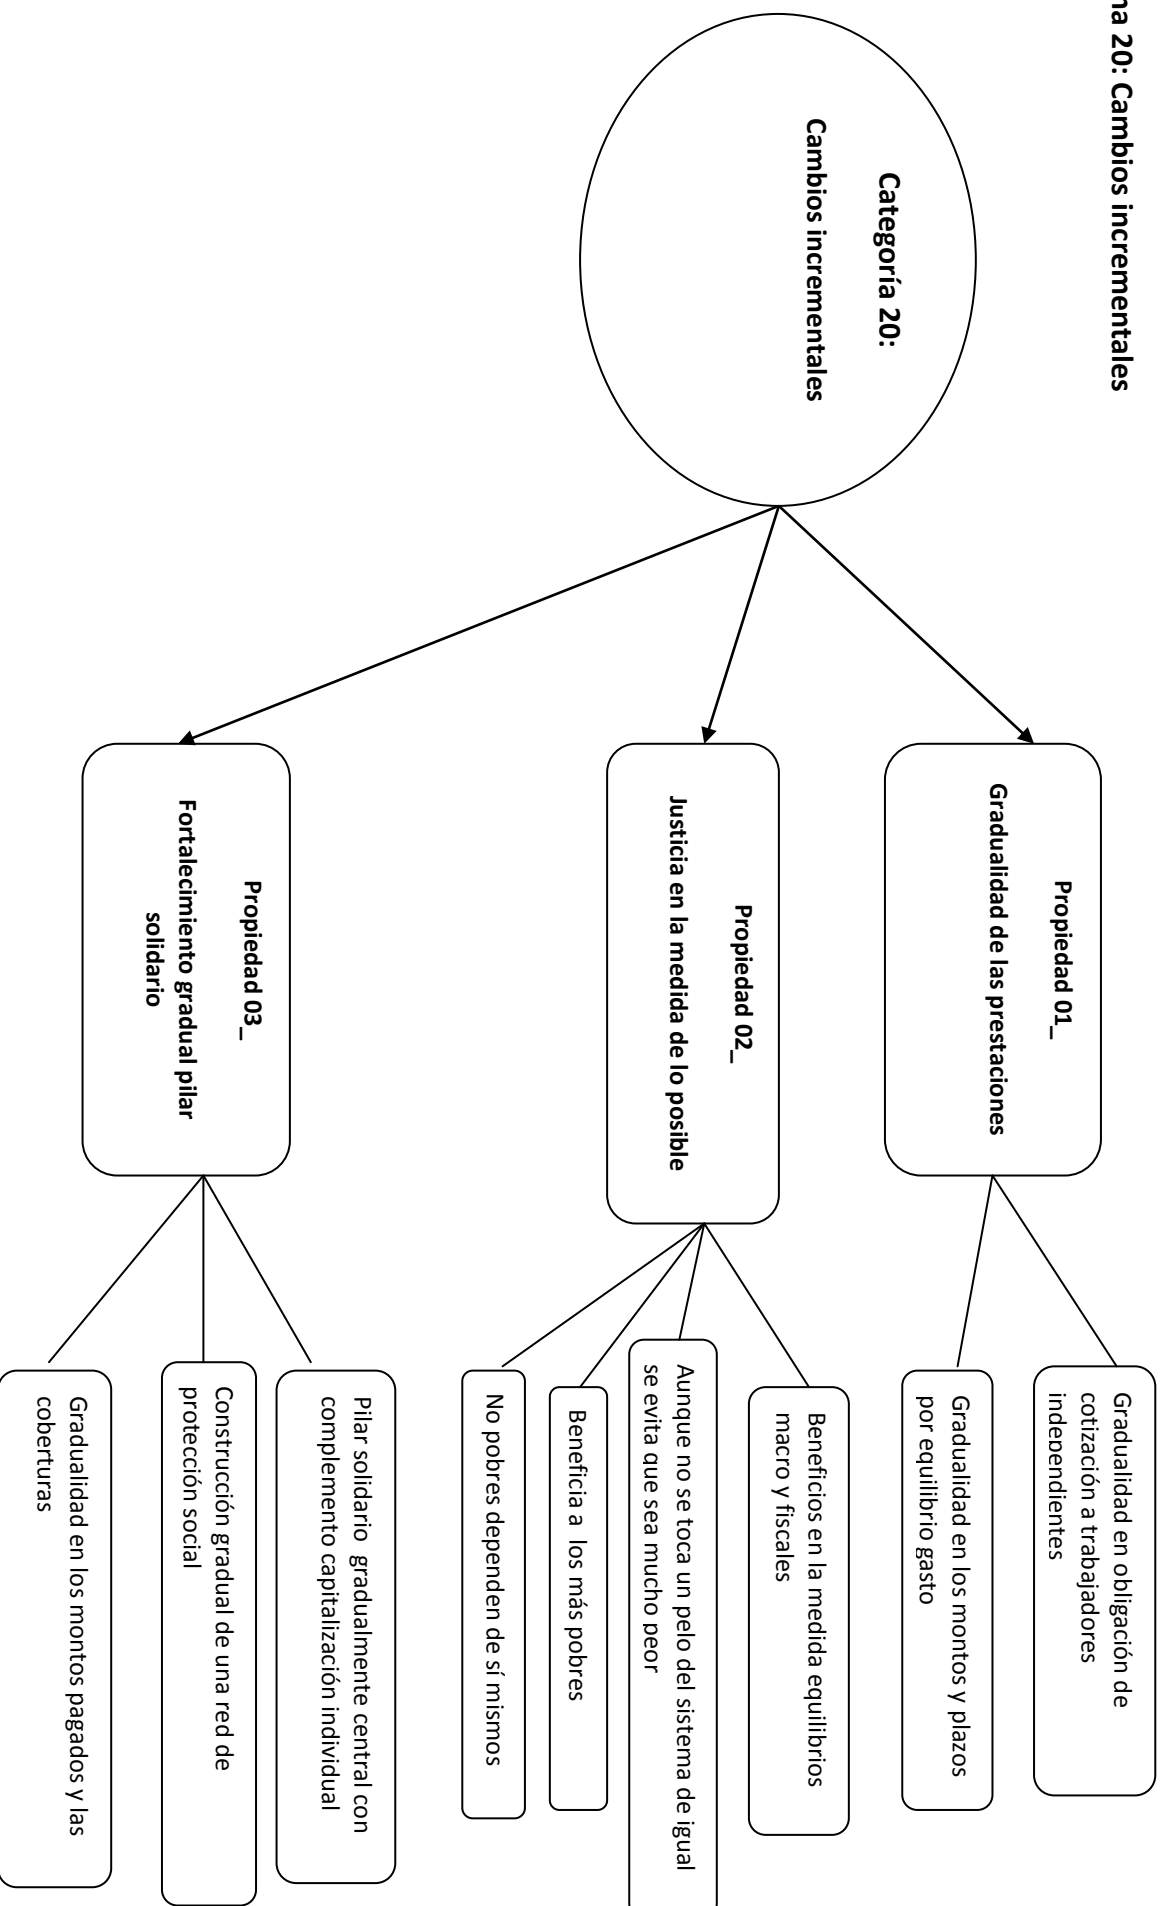 20: Cambios incrementales
Categoría 20:
Cambios incrementales
Propiedad 01_
Gradualidad de las prestaciones
Gradualidad en obligación de
cotización a trabajadores
independientes
Gradualidad en los montos y plazos
por equilibrio gasto
Propiedad 02_
Justicia en la medida de lo posible
Beneficios en la medida equilibrios
macro y fiscales
Aunque no se toca un pelo del sistema de igual
se evita que sea mucho peor
Beneficia a los más pobres
No pobres dependen de sí mismos
Propiedad 03_
Fortalecimiento gradual pilar
solidario
Pilar solidario gradualmente central con
complemento capitalización individual
Construcción gradual de una red de
protección social
Gradualidad en los montos pagados y las
coberturas